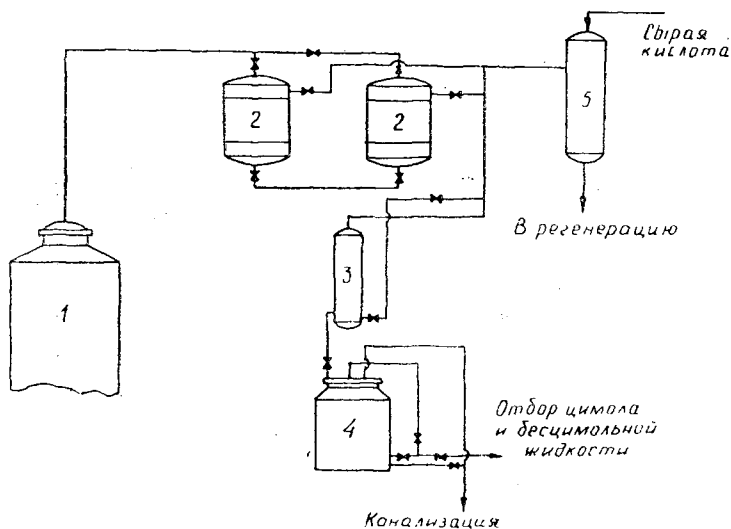 Сырая
кислота
2
2
5
В регенерацию
3
1
4
Отбор цимола
и бесцимольной
жидкости
Канализация